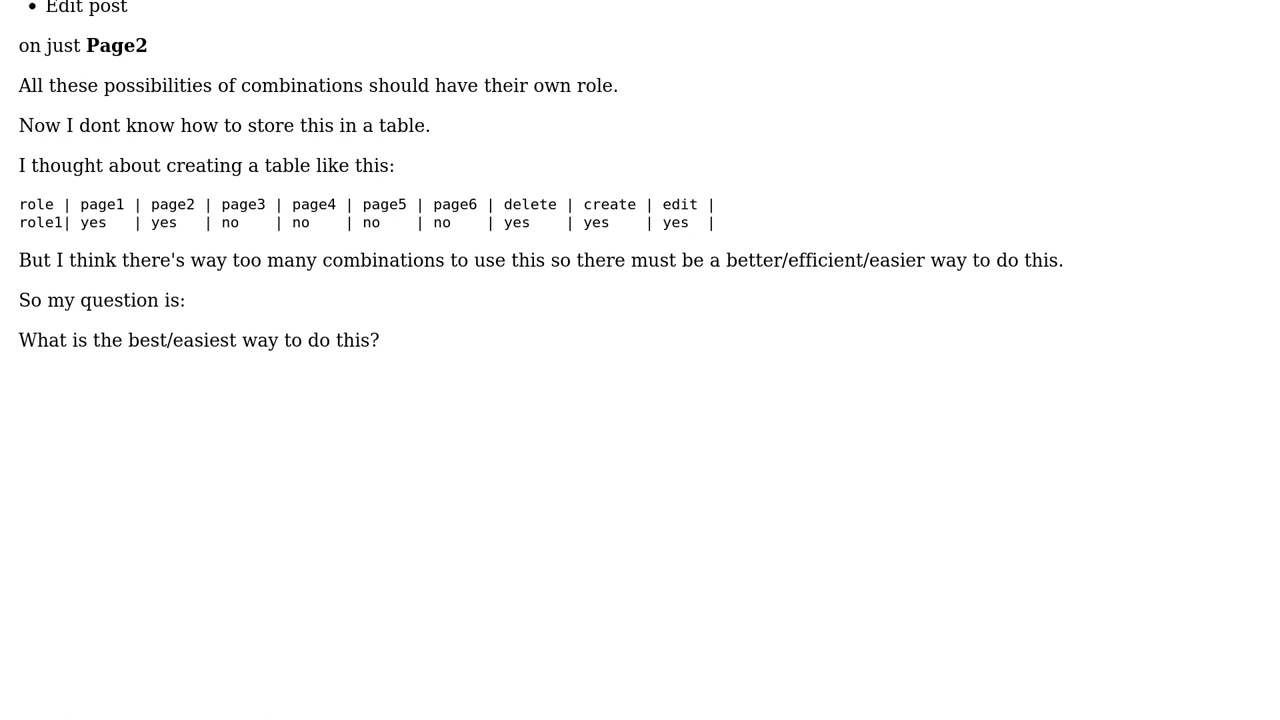 Edit post
on just Page2
All these possibilities of combinations should have their own role.
Now I dont know how to store this in a table.
I thought about creating a table like this:
role | page1 | page2 | page3 | page4 | page5 | page6 | delete | create | edit |
role1| yes   | yes   | no    | no    | no    | no    | yes    | yes    | yes  |
But I think there's way too many combinations to use this so there must be a better/efficient/easier way to do this.
So my question is:
What is the best/easiest way to do this?